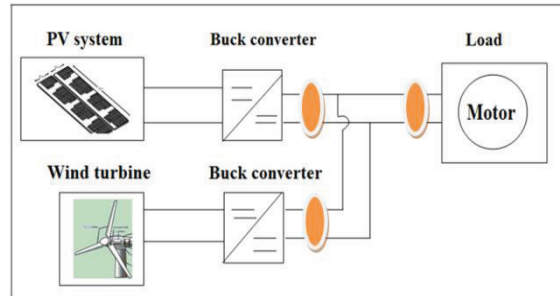 PV system
Buck converter
Load
Motor
Wind turbine
Buck converter